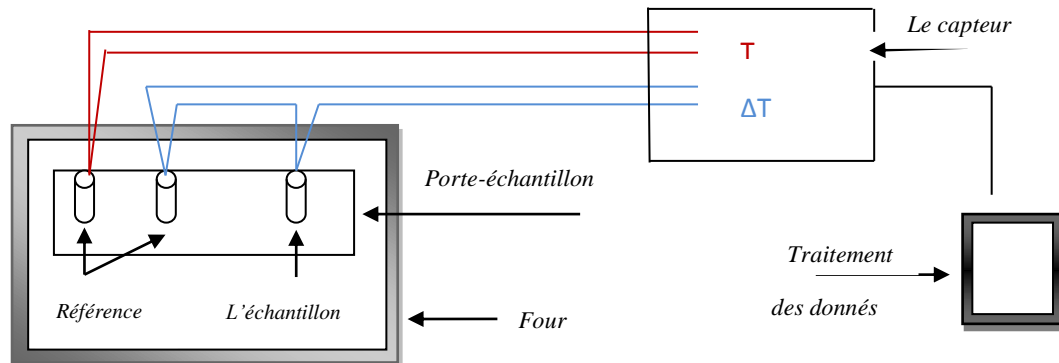 Le capteur
T
ΔT
Porte-échantillon
Référence
L’échantillon
Four
Traitement
des donnés